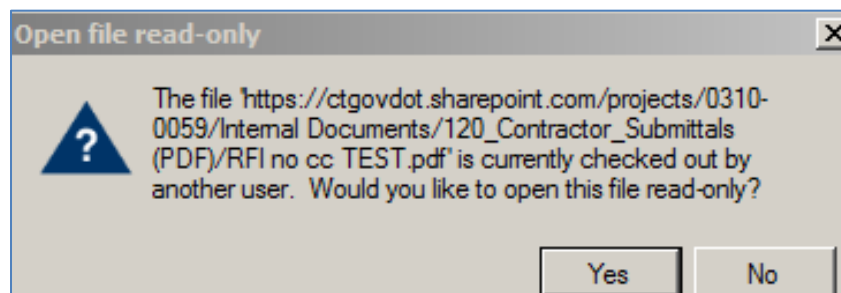 Open file read-only
The file 'https://ctgovdot.sharepoint.com/projects/0310-
0059/Internal Documents/120_Contractor_Submittals
(PDF)/RFI no cc TEST.pdf' is currently checked out by
another user.  Would you like to open this file read-only?
Yes No